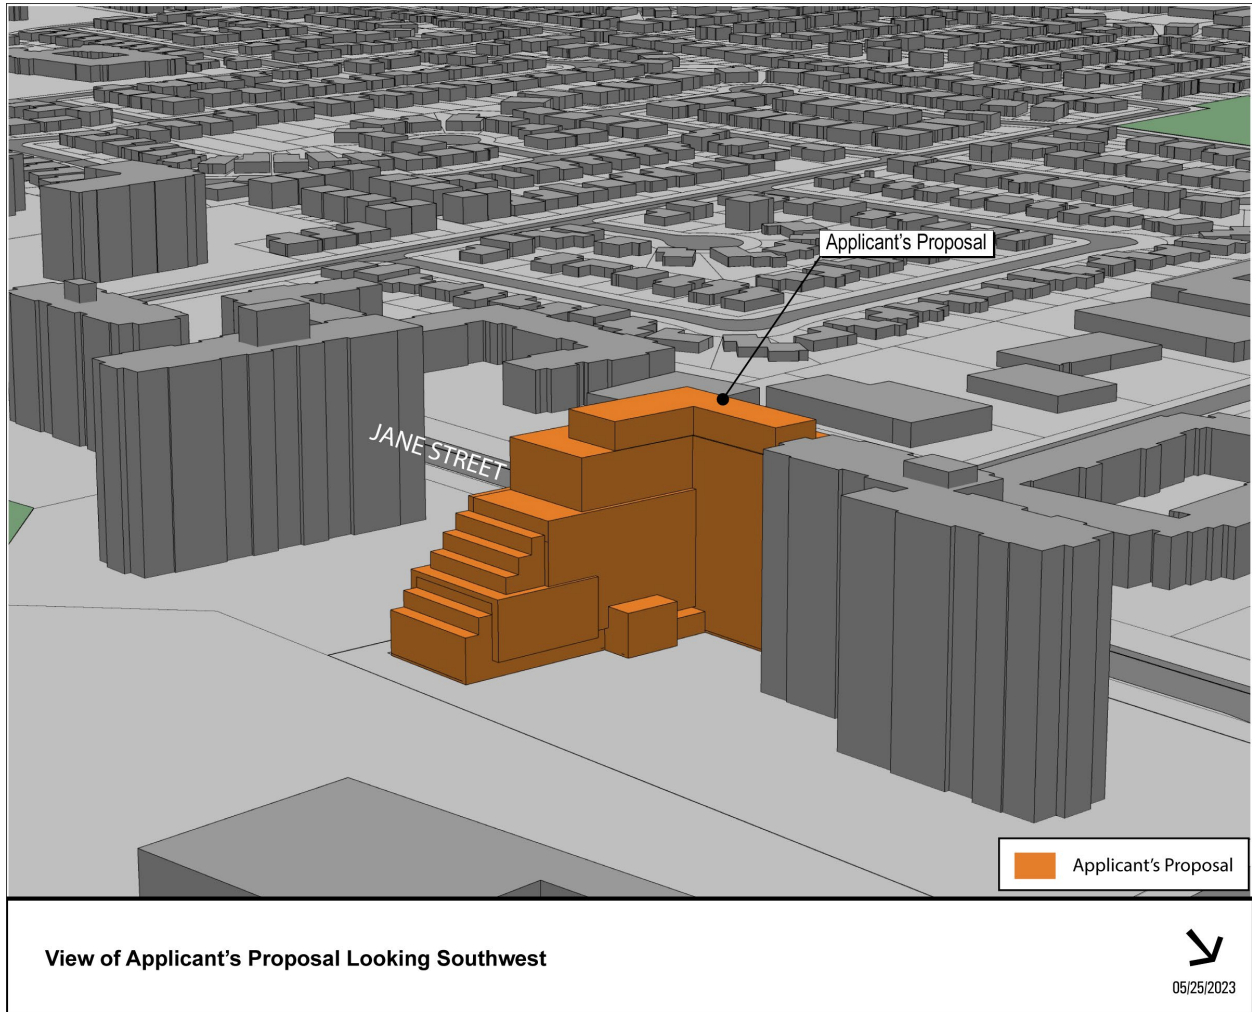 Applicant's Proposal
JANE STREET
Applicant's Proposal
View of Applicant's Proposal Looking Southwest
05/25/2023